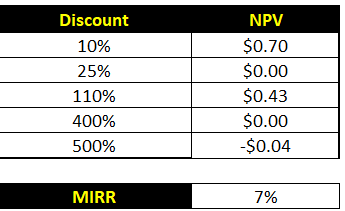 Discount NPV
10% $0.70
25% $0.00
110% $0.43
400% $0.00
500% -$0.04
MIRR 7%